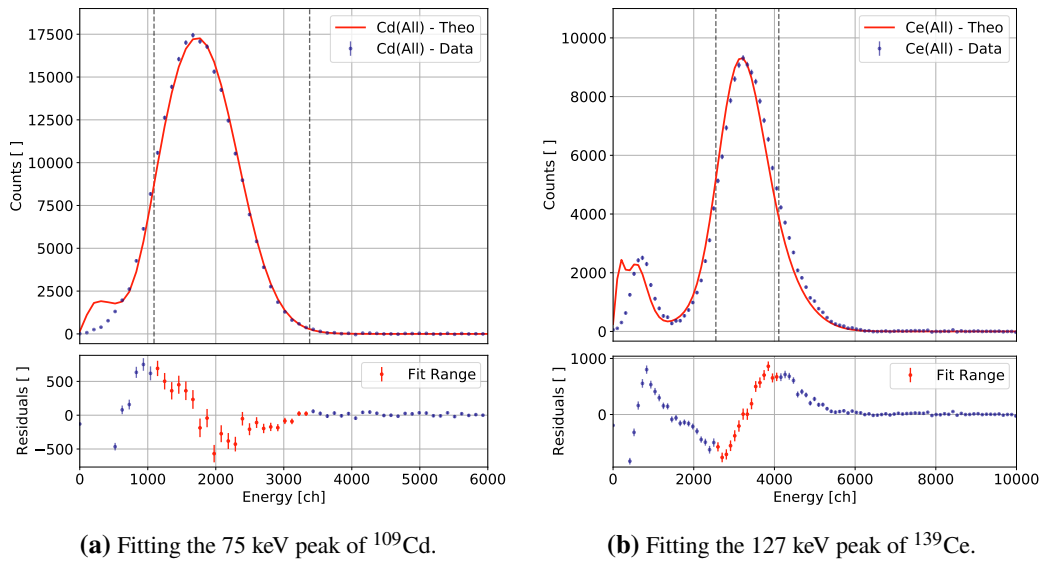 Cd(All) - Theo
Cd(All) - Data
17500
15000
12500
10000
7500
5000
2500
0
Counts [ ]
Fit Range
500
0
−500
Residuals [ ]
0 1000 2000 3000 4000 5000 6000
Energy [ch]
(a) Fitting the 75 keV peak of ¹⁰⁹Cd.
Ce(All) - Theo
Ce(All) - Data
10000
8000
6000
4000
2000
0
Counts [ ]
Fit Range
1000
0
Residuals [ ]
0 2000 4000 6000 8000 10000
Energy [ch]
(b) Fitting the 127 keV peak of ¹³⁹Ce.